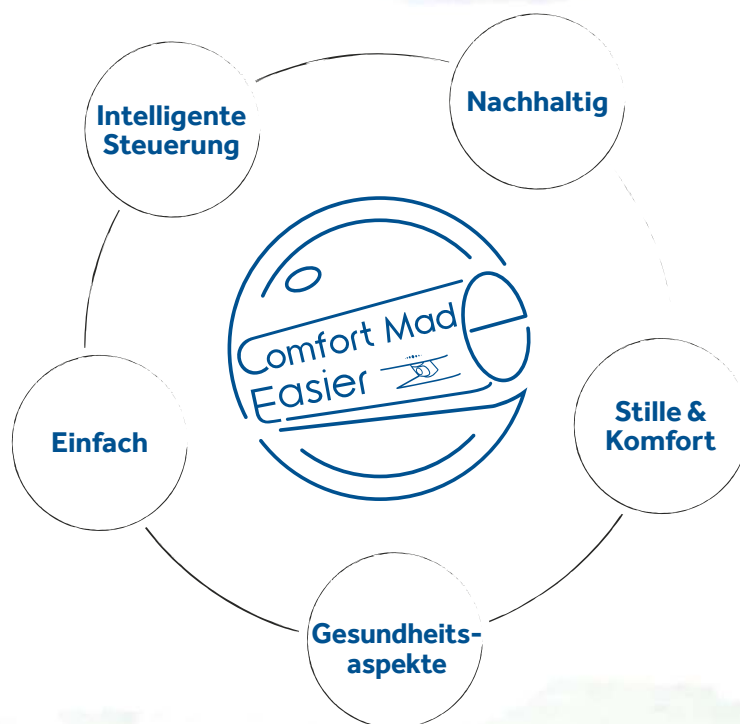 Intelligente
Steuerung
Nachhaltig
Comfort Made
Easier
Stille &
Komfort
Einfach
Gesundheits-
aspekte